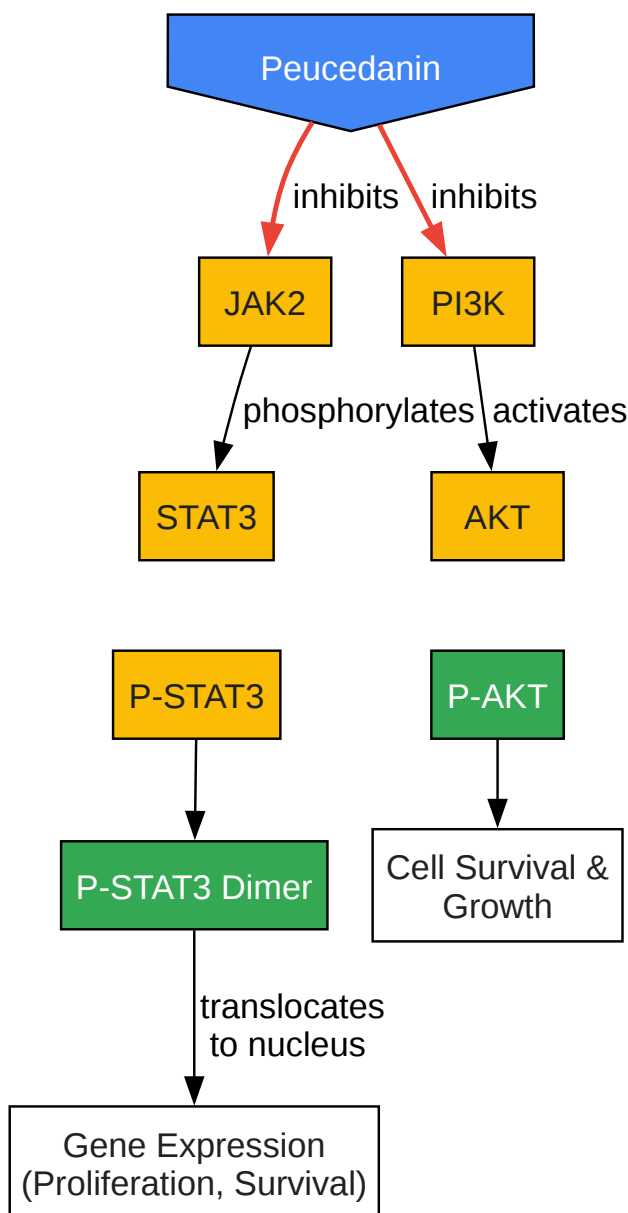 Peucedanin
inhibits
inhibits
JAK2
PI3K
phosphorylates
activates
STAT3
AKT
P-STAT3
P-AKT
P-STAT3 Dimer
Cell Survival &
Growth
translocates
to nucleus
Gene Expression
(Proliferation, Survival)